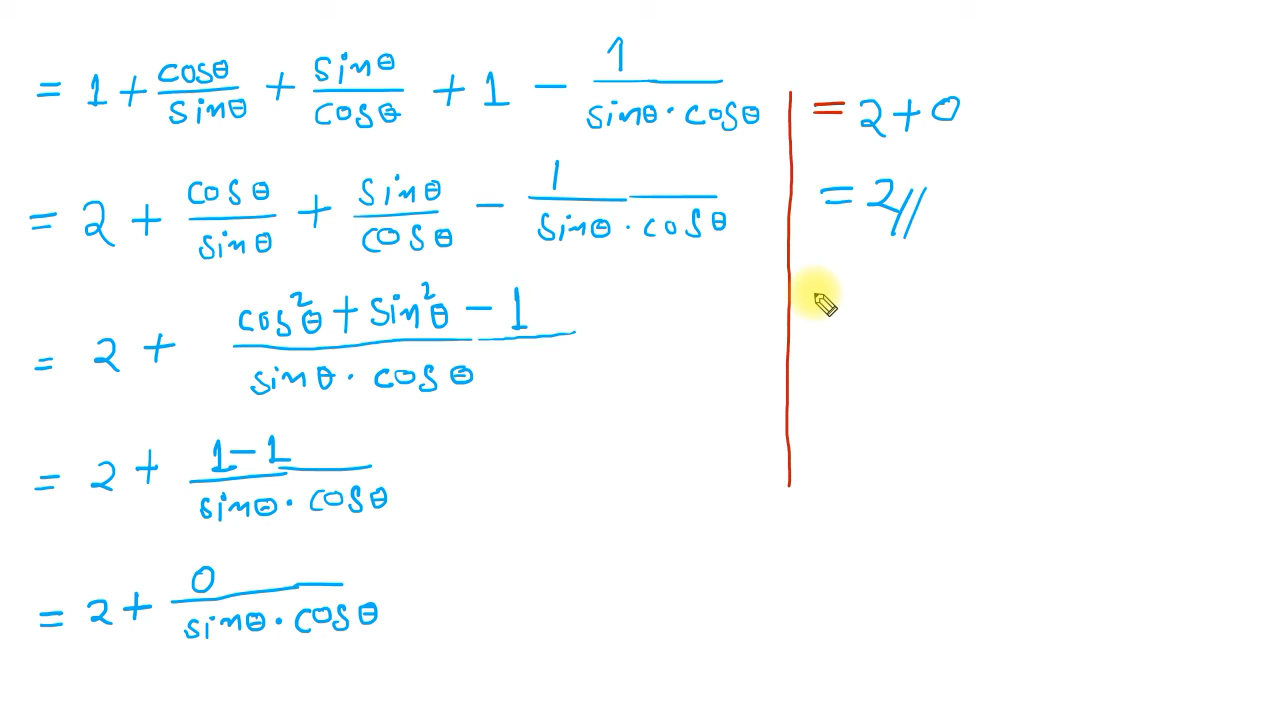 = 1 + cosθ/sinθ + sinθ/cosθ + 1 − 1/(sinθ · cosθ)
= 2 + cosθ/sinθ + sinθ/cosθ − 1/(sinθ · cosθ)
= 2 + (cos²θ + sin²θ − 1)/(sinθ · cosθ)
= 2 + (1 − 1)/(sinθ · cosθ)
= 2 + 0/(sinθ · cosθ)
= 2 + 0
= 2//